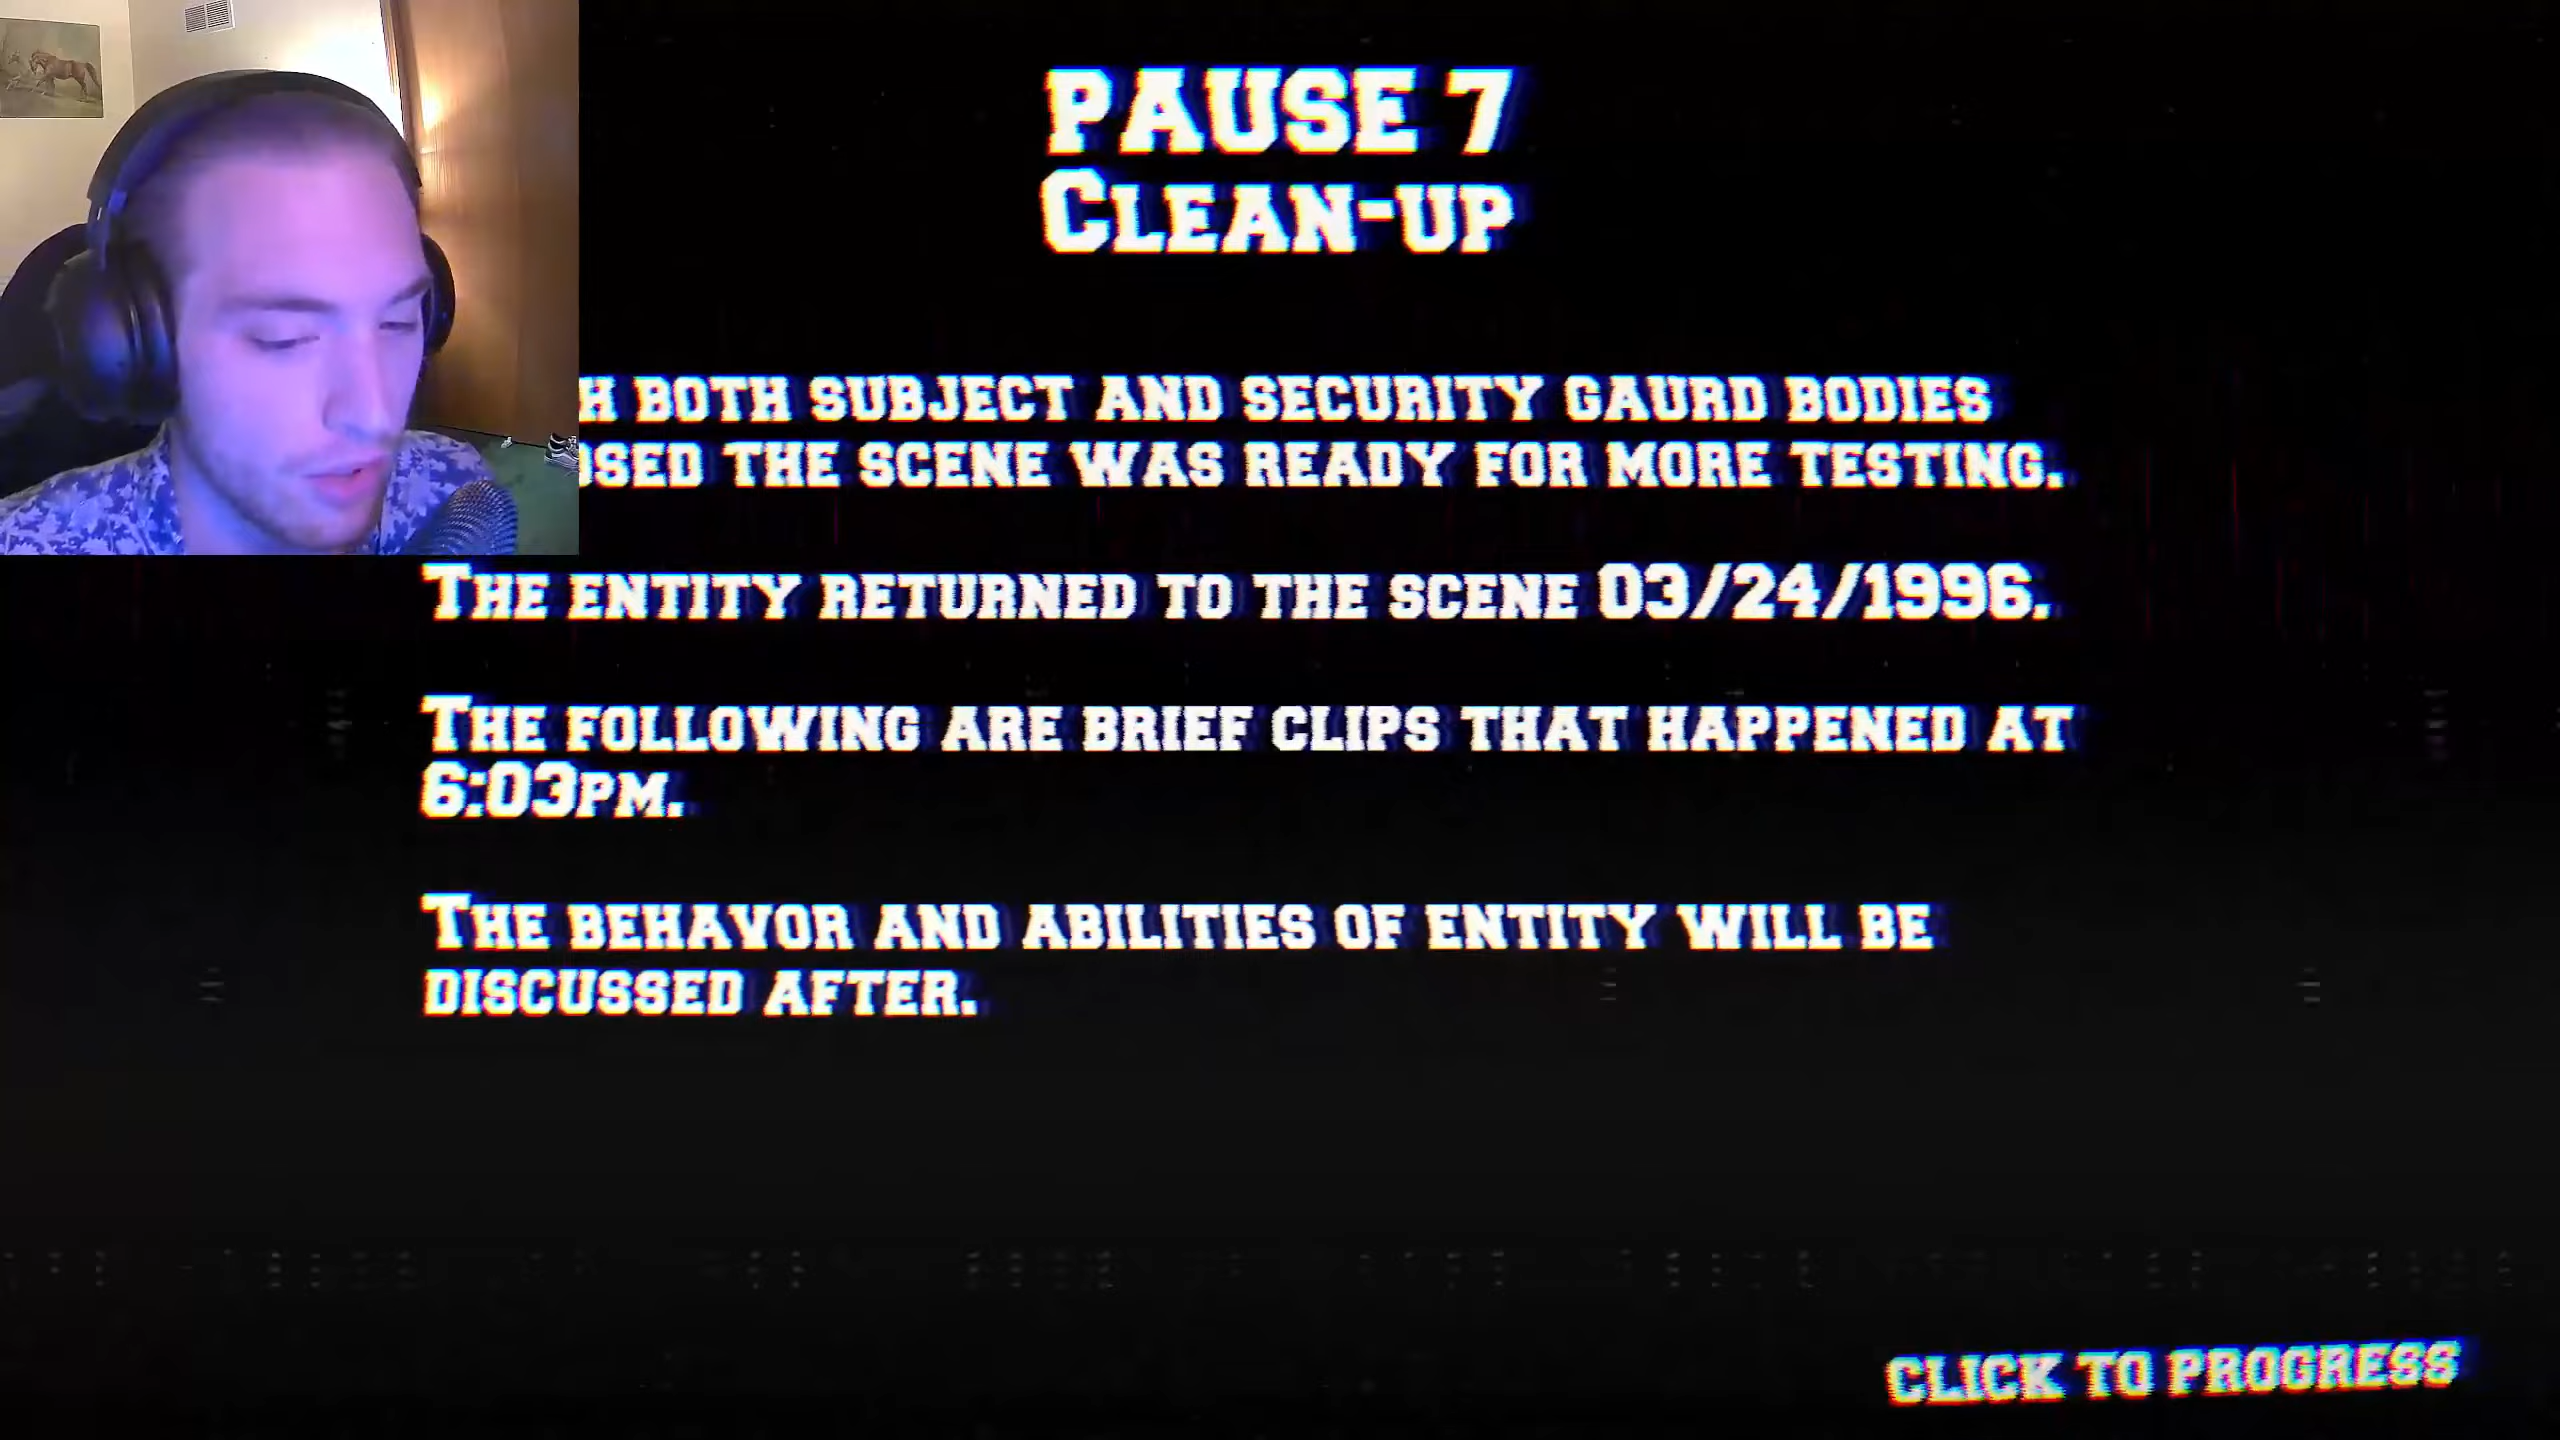 PAUSE 7
CLEAN-UP
BOTH SUBJECT AND SECURITY GAURD BODIES
THE SCENE WAS READY FOR MORE TESTING.
THE ENTITY RETURNED TO THE SCENE 03/24/1996.
THE FOLLOWING ARE BRIEF CLIPS THAT HAPPENED AT
6:03PM.
THE BEHAVOR AND ABILITIES OF ENTITY WILL BE
DISCUSSED AFTER.
CLICK TO PROGRESS